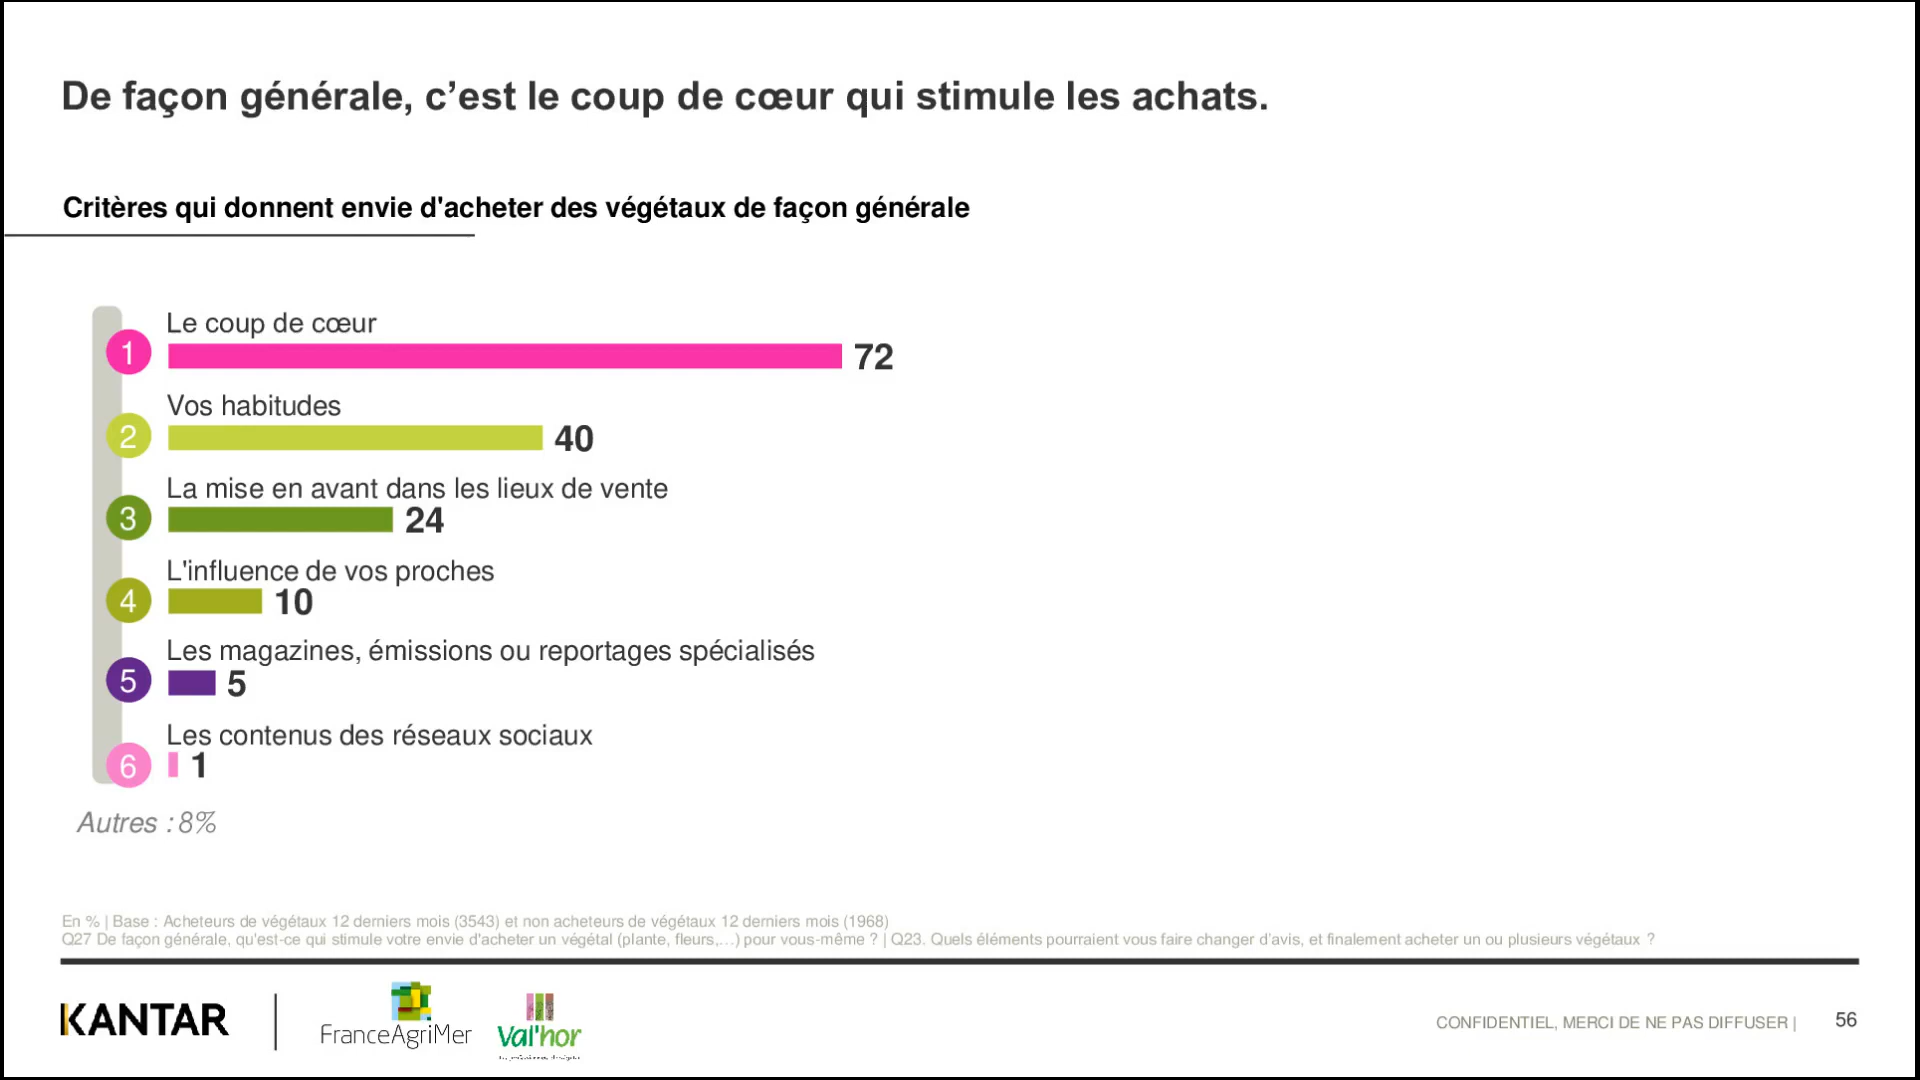 De façon générale, c’est le coup de cœur qui stimule les achats.
Critères qui donnent envie d'acheter des végétaux de façon générale
Le coup de cœur
1
72
Vos habitudes
2
40
La mise en avant dans les lieux de vente
3
24
L'influence de vos proches
4
10
Les magazines, émissions ou reportages spécialisés
5
5
Les contenus des réseaux sociaux
6
1
Autres : 8%
En % | Base : Acheteurs de végétaux 12 derniers mois (3543) et non acheteurs de végétaux 12 derniers mois (1968)
Q27 De façon générale, qu'est-ce qui stimule votre envie d'acheter un végétal (plante, fleurs,…) pour vous-même ? | Q23. Quels éléments pourraient vous faire changer d’avis, et finalement acheter un ou plusieurs végétaux ?
KANTAR
FranceAgriMer
Val'hor
CONFIDENTIEL, MERCI DE NE PAS DIFFUSER |
56